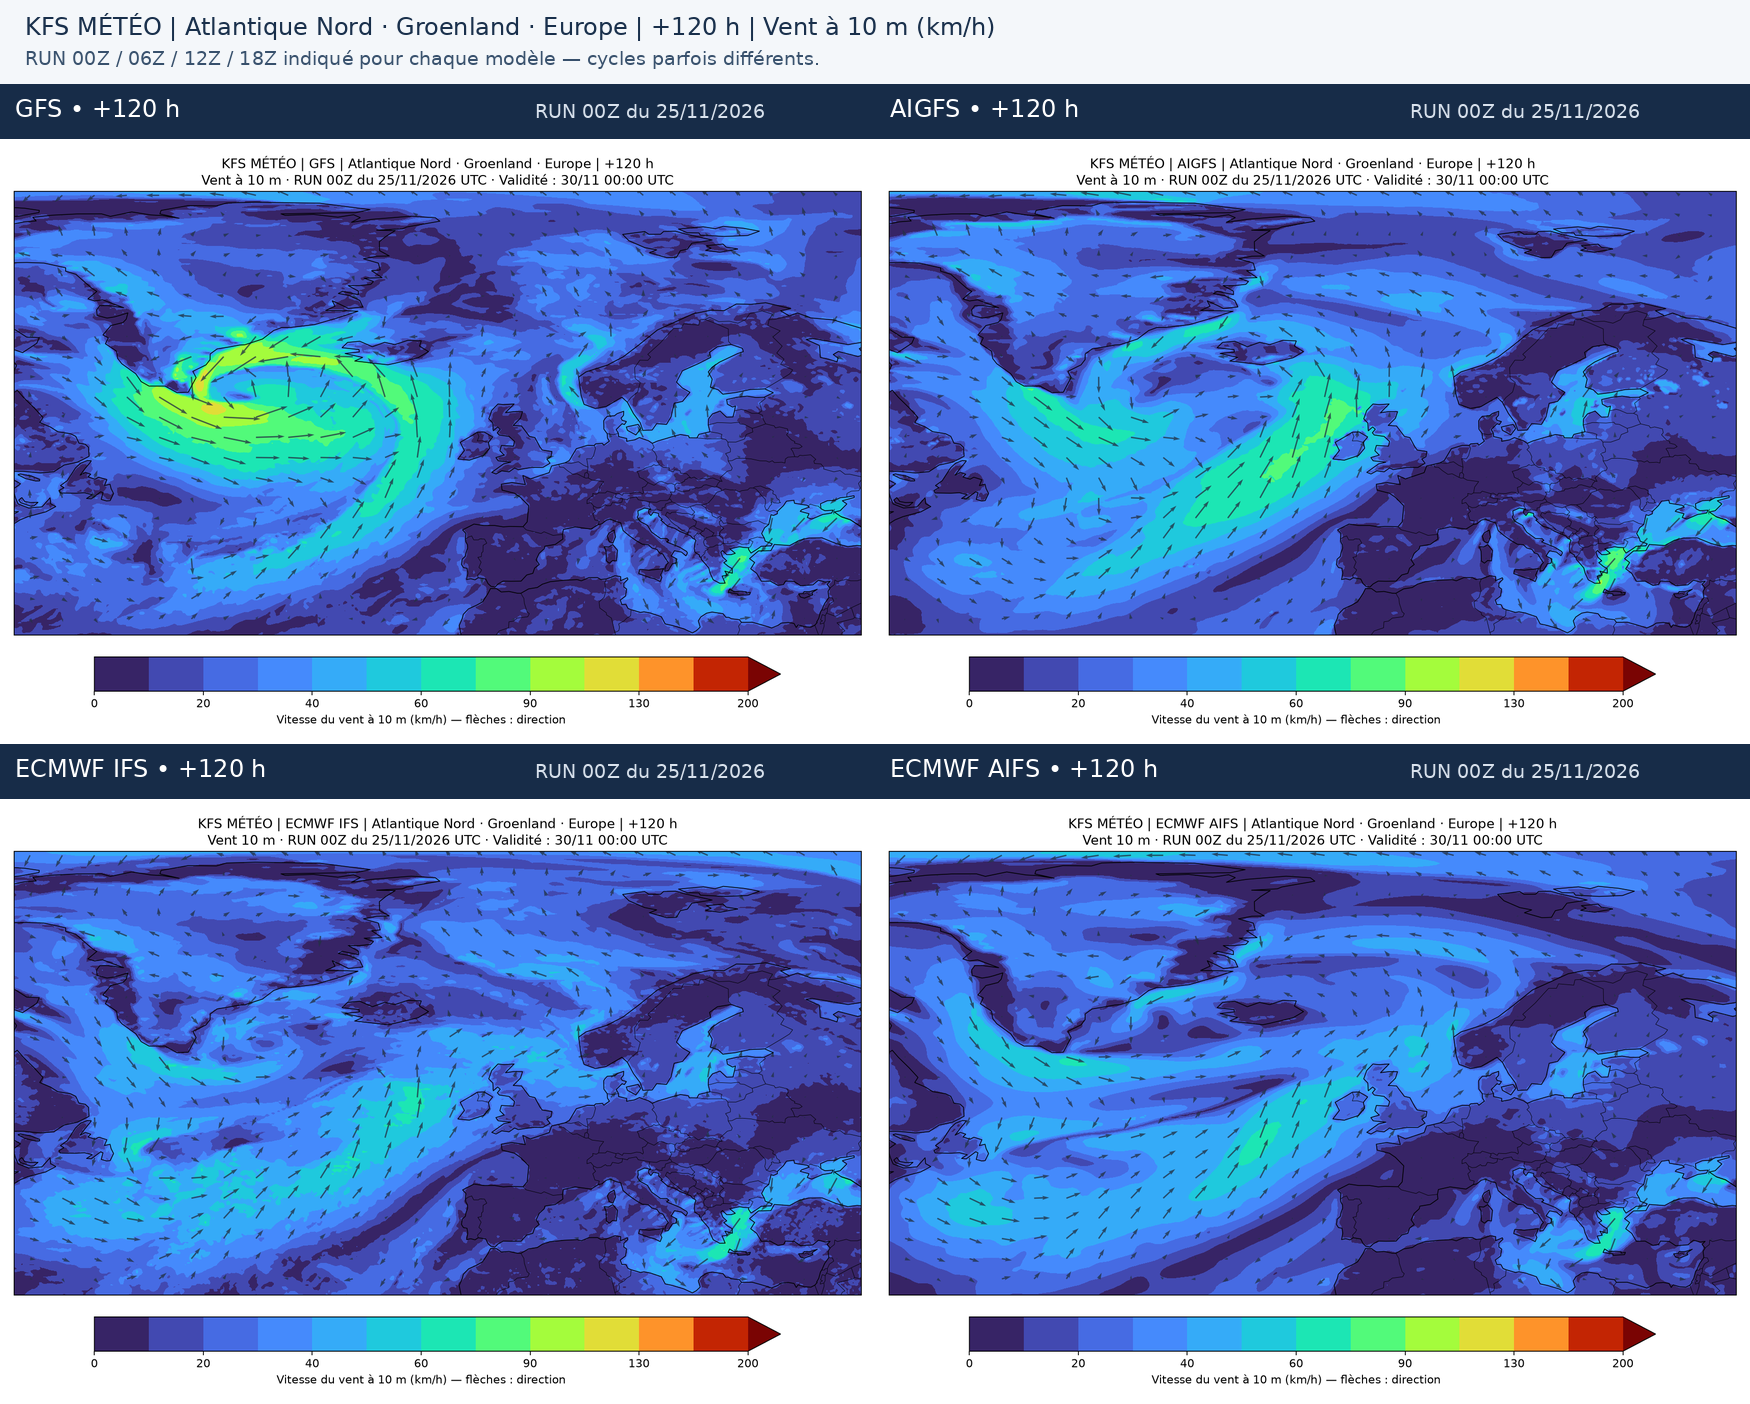 KFS MÉTÉO | Atlantique Nord · Groenland · Europe | +120 h | Vent à 10 m (km/h)
RUN 00Z / 06Z / 12Z / 18Z indiqué pour chaque modèle — cycles parfois différents.
GFS • +120 h
RUN 00Z du 25/11/2026
AIGFS • +120 h
RUN 00Z du 25/11/2026
KFS MÉTÉO | GFS | Atlantique Nord · Groenland · Europe | +120 h
Vent à 10 m · RUN 00Z du 25/11/2026 UTC · Validité : 30/11 00:00 UTC
KFS MÉTÉO | AIGFS | Atlantique Nord · Groenland · Europe | +120 h
Vent à 10 m · RUN 00Z du 25/11/2026 UTC · Validité : 30/11 00:00 UTC
0 20 40 60 90 130 200
Vitesse du vent à 10 m (km/h) — flèches : direction
0 20 40 60 90 130 200
Vitesse du vent à 10 m (km/h) — flèches : direction
ECMWF IFS • +120 h
RUN 00Z du 25/11/2026
ECMWF AIFS • +120 h
RUN 00Z du 25/11/2026
KFS MÉTÉO | ECMWF IFS | Atlantique Nord · Groenland · Europe | +120 h
Vent 10 m · RUN 00Z du 25/11/2026 UTC · Validité : 30/11 00:00 UTC
KFS MÉTÉO | ECMWF AIFS | Atlantique Nord · Groenland · Europe | +120 h
Vent 10 m · RUN 00Z du 25/11/2026 UTC · Validité : 30/11 00:00 UTC
0 20 40 60 90 130 200
Vitesse du vent à 10 m (km/h) — flèches : direction
0 20 40 60 90 130 200
Vitesse du vent à 10 m (km/h) — flèches : direction